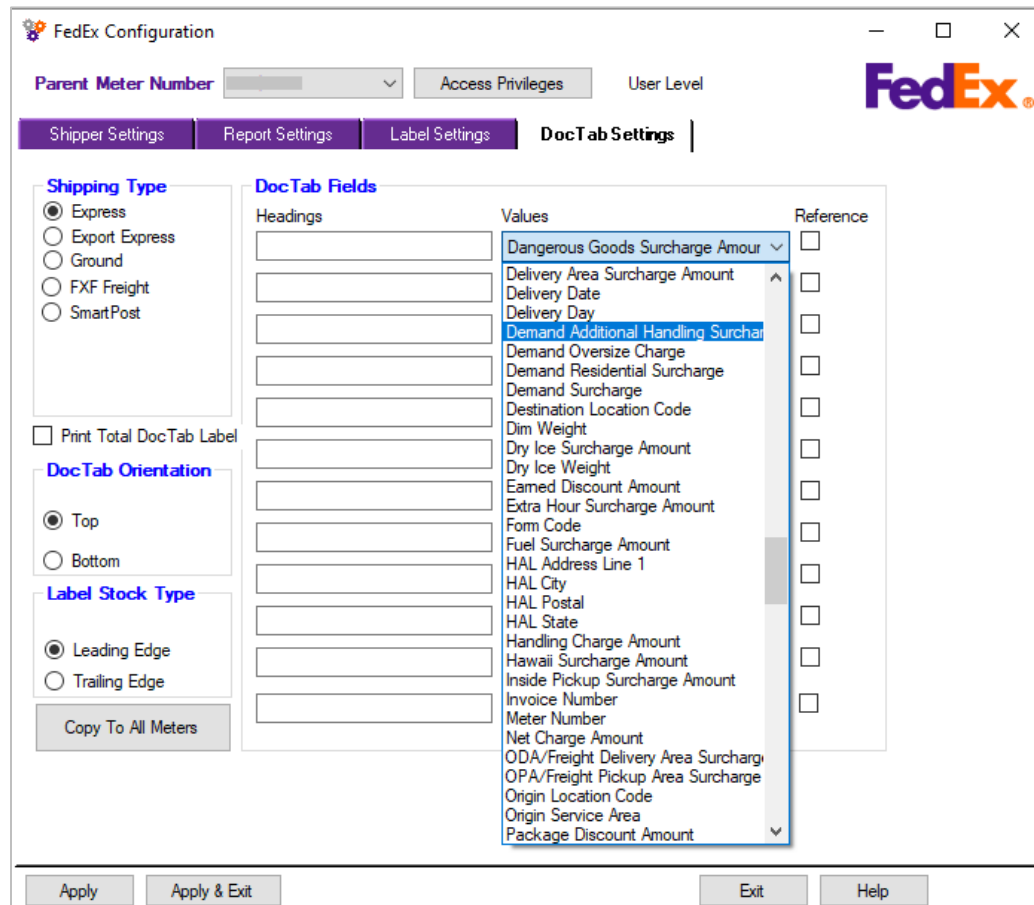 FedEx Configuration
Parent Meter Number
Access Privileges
User Level
FedEx®
Shipper Settings
Report Settings
Label Settings
DocTab Settings
Shipping Type
Express
Export Express
Ground
FXF Freight
SmartPost
Print Total DocTab Label
DocTab Orientation
Top
Bottom
Label Stock Type
Leading Edge
Trailing Edge
Copy To All Meters
DocTab Fields
Headings
Values
Reference
Dangerous Goods Surcharge Amour
Delivery Area Surcharge Amount
Delivery Date
Delivery Day
Demand Additional Handling Surchar
Demand Oversize Charge
Demand Residential Surcharge
Demand Surcharge
Destination Location Code
Dim Weight
Dry Ice Surcharge Amount
Dry Ice Weight
Earned Discount Amount
Extra Hour Surcharge Amount
Form Code
Fuel Surcharge Amount
HAL Address Line 1
HAL City
HAL Postal
HAL State
Handling Charge Amount
Hawaii Surcharge Amount
Inside Pickup Surcharge Amount
Invoice Number
Meter Number
Net Charge Amount
ODA/Freight Delivery Area Surcharge
OPA/Freight Pickup Area Surcharge
Origin Location Code
Origin Service Area
Package Discount Amount
Apply
Apply & Exit
Exit
Help